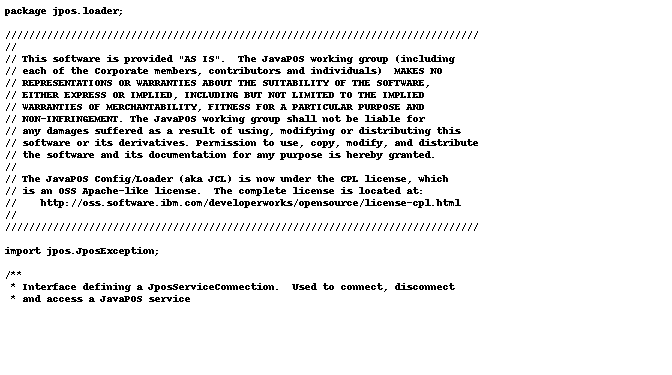 package jpos.loader;

///////////////////////////////////////////////////////////////////////////////
//
// This software is provided "AS IS".  The JavaPOS working group (including
// each of the Corporate members, contributors and individuals)  MAKES NO
// REPRESENTATIONS OR WARRANTIES ABOUT THE SUITABILITY OF THE SOFTWARE,
// EITHER EXPRESS OR IMPLIED, INCLUDING BUT NOT LIMITED TO THE IMPLIED
// WARRANTIES OF MERCHANTABILITY, FITNESS FOR A PARTICULAR PURPOSE AND
// NON-INFRINGEMENT. The JavaPOS working group shall not be liable for
// any damages suffered as a result of using, modifying or distributing this
// software or its derivatives. Permission to use, copy, modify, and distribute
// the software and its documentation for any purpose is hereby granted.
//
// The JavaPOS Config/Loader (aka JCL) is now under the CPL license, which
// is an OSS Apache-like license.  The complete license is located at:
//    http://oss.software.ibm.com/developerworks/opensource/license-cpl.html
//
///////////////////////////////////////////////////////////////////////////////

import jpos.JposException;

/**
 * Interface defining a JposServiceConnection.  Used to connect, disconnect
 * and access a JavaPOS service